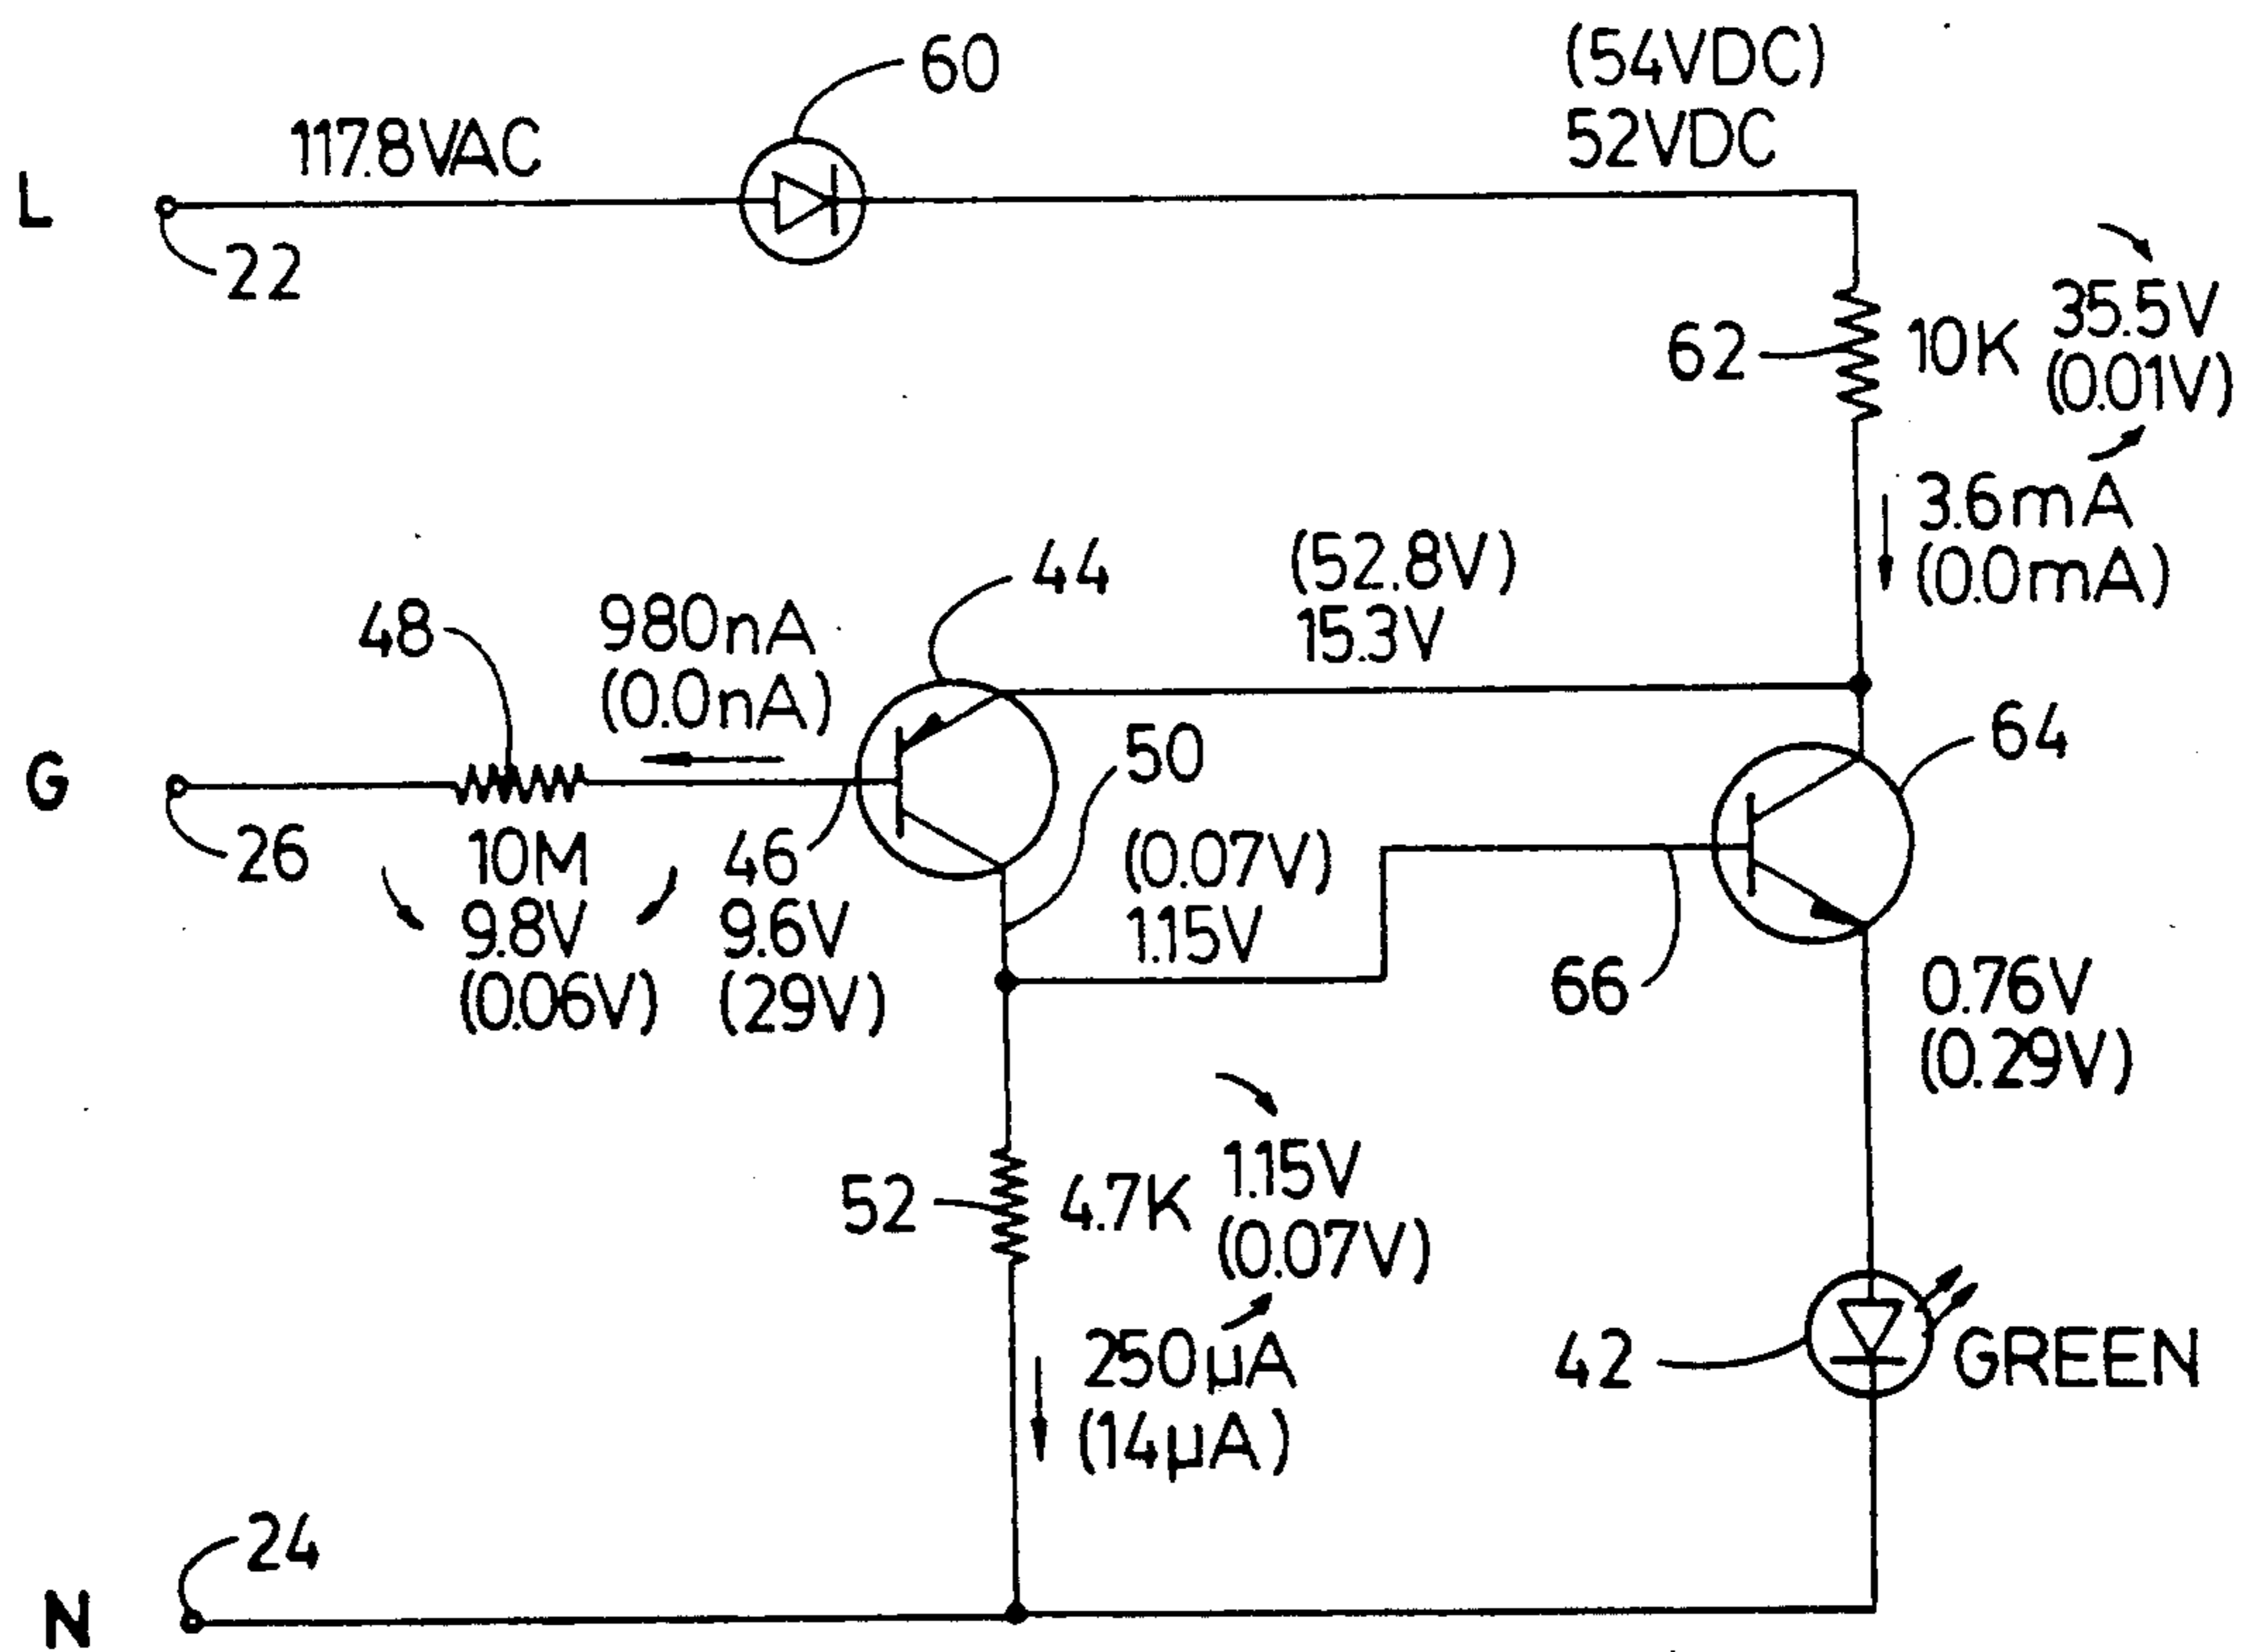 60
(54VDC)
52VDC
117.8VAC
L
22
62
10K
35.5V
(0.01V)
3.6mA
(0.0mA)
44
(52.8V)
15.3V
48
980nA
(0.0nA)
50
64
G
26
10M
9.8V
(0.06V)
46
9.6V
(29V)
(0.07V)
1.15V
66
0.76V
(0.29V)
52
4.7K
1.15V
(0.07V)
250µA
(14µA)
42
GREEN
24
N